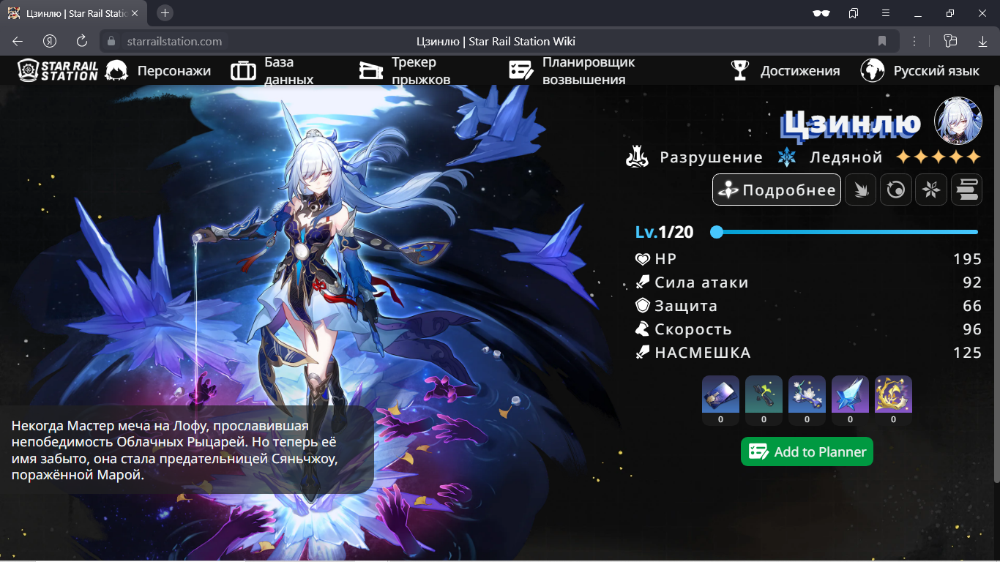 Цзинлю | Star Rail Static
starrailstation.com
Цзинлю | Star Rail Station Wiki
STAR RAIL
STATION
Персонажи
База
данных
Трекер
прыжков
Планировщик
возвышения
Достижения
Русский язык
Цзинлю
Разрушение
Ледяной
Подробнее
Lv.1/20
HP 195
Сила атаки 92
Защита 66
Скорость 96
НАСМЕШКА 125
0 0 0 0 0
Add to Planner
Некогда Мастер меча на Лофу, прославившая
непобедимость Облачных Рыцарей. Но теперь её
имя забыто, она стала предательницей Сяньчжоу,
поражённой Марой.